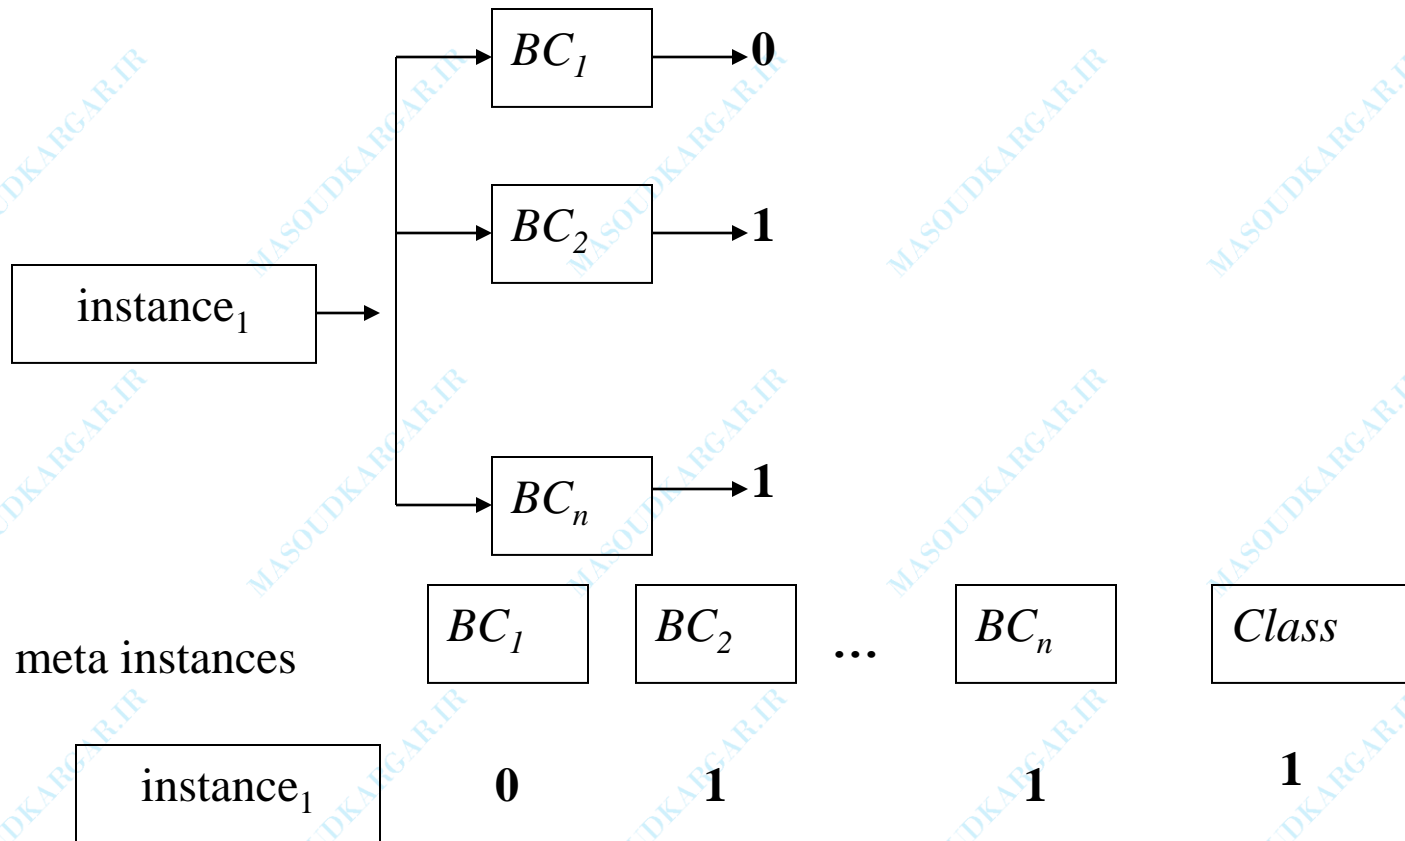 BC1 0
BC2 1
instance1
BCn 1
BC1 BC2 ... BCn Class
meta instances
instance1 0 1 1 1
MASOUDKARGAR.IR